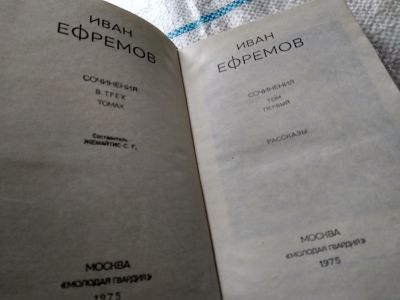 ИВАН
ЕФРЕМОВ
СОЧИНЕНИЯ
В ТРЕХ
ТОМАХ
Составитель
ЖЕМАЙТИС С. Г.
МОСКВА
«МОЛОДАЯ ГВАРДИЯ»
1975
ИВАН
ЕФРЕМОВ
СОЧИНЕНИЯ
ТОМ
ПЕРВЫЙ
РАССКАЗЫ
МОСКВА
«МОЛОДАЯ ГВАРДИЯ»
1975